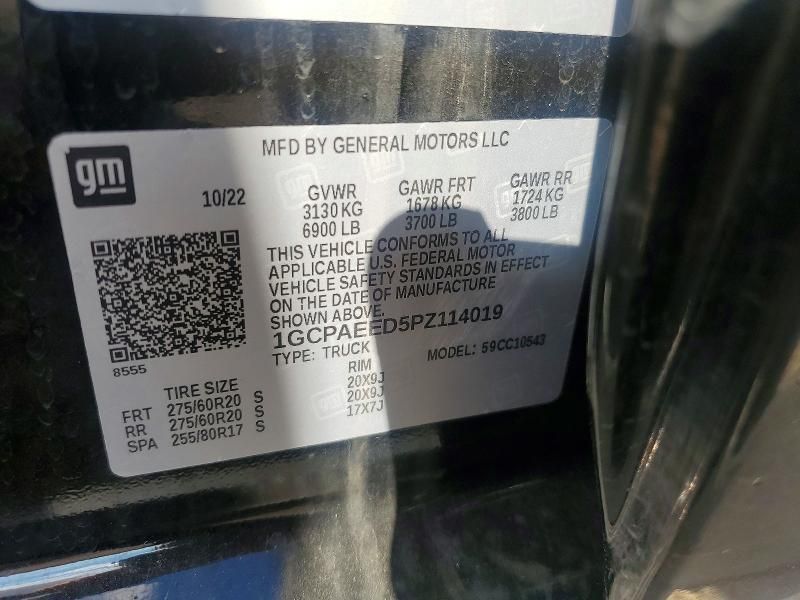 gm
MFD BY GENERAL MOTORS LLC
10/22
GVWR GAWR FRT GAWR RR
3130 KG 1678 KG 1724 KG
6900 LB 3700 LB 3800 LB
THIS VEHICLE CONFORMS TO ALL
APPLICABLE U.S. FEDERAL MOTOR
VEHICLE SAFETY STANDARDS IN EFFECT
ON THE DATE OF MANUFACTURE
SHOWN ABOVE.
1GCPAEED5PZ114019
TYPE: TRUCK MODEL: 59CC10543
8555
TIRE SIZE RIM
FRT 275/60R20 S 20X9J
RR 275/60R20 S 20X9J
SPA 255/80R17 S 17X7J